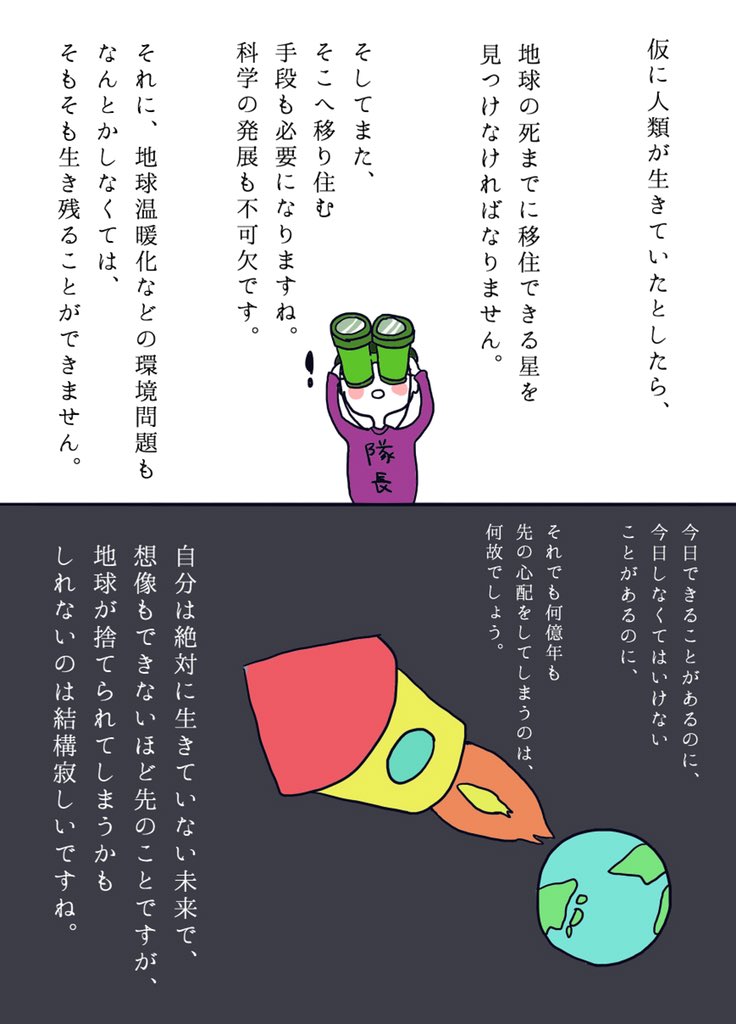 仮に人類が生きていたとしたら、
地球の死までに移住できる星を
見つけなければなりません。
そしてまた、
そこへ移り住む
手段も必要になりますね。
科学の発展も不可欠です。
それに、地球温暖化などの環境問題も
なんとかしなくては、
そもそも生き残ることができません。
!
隊
長
今日できることがあるのに、
今日しなくてはいけない
ことがあるのに、
それでも何億年も
先の心配をしてしまうのは、
何故でしょう。
自分は絶対に生きていない未来で、
想像もできないほど先のことですが、
地球が捨てられてしまうかも
しれないのは結構寂しいですね。